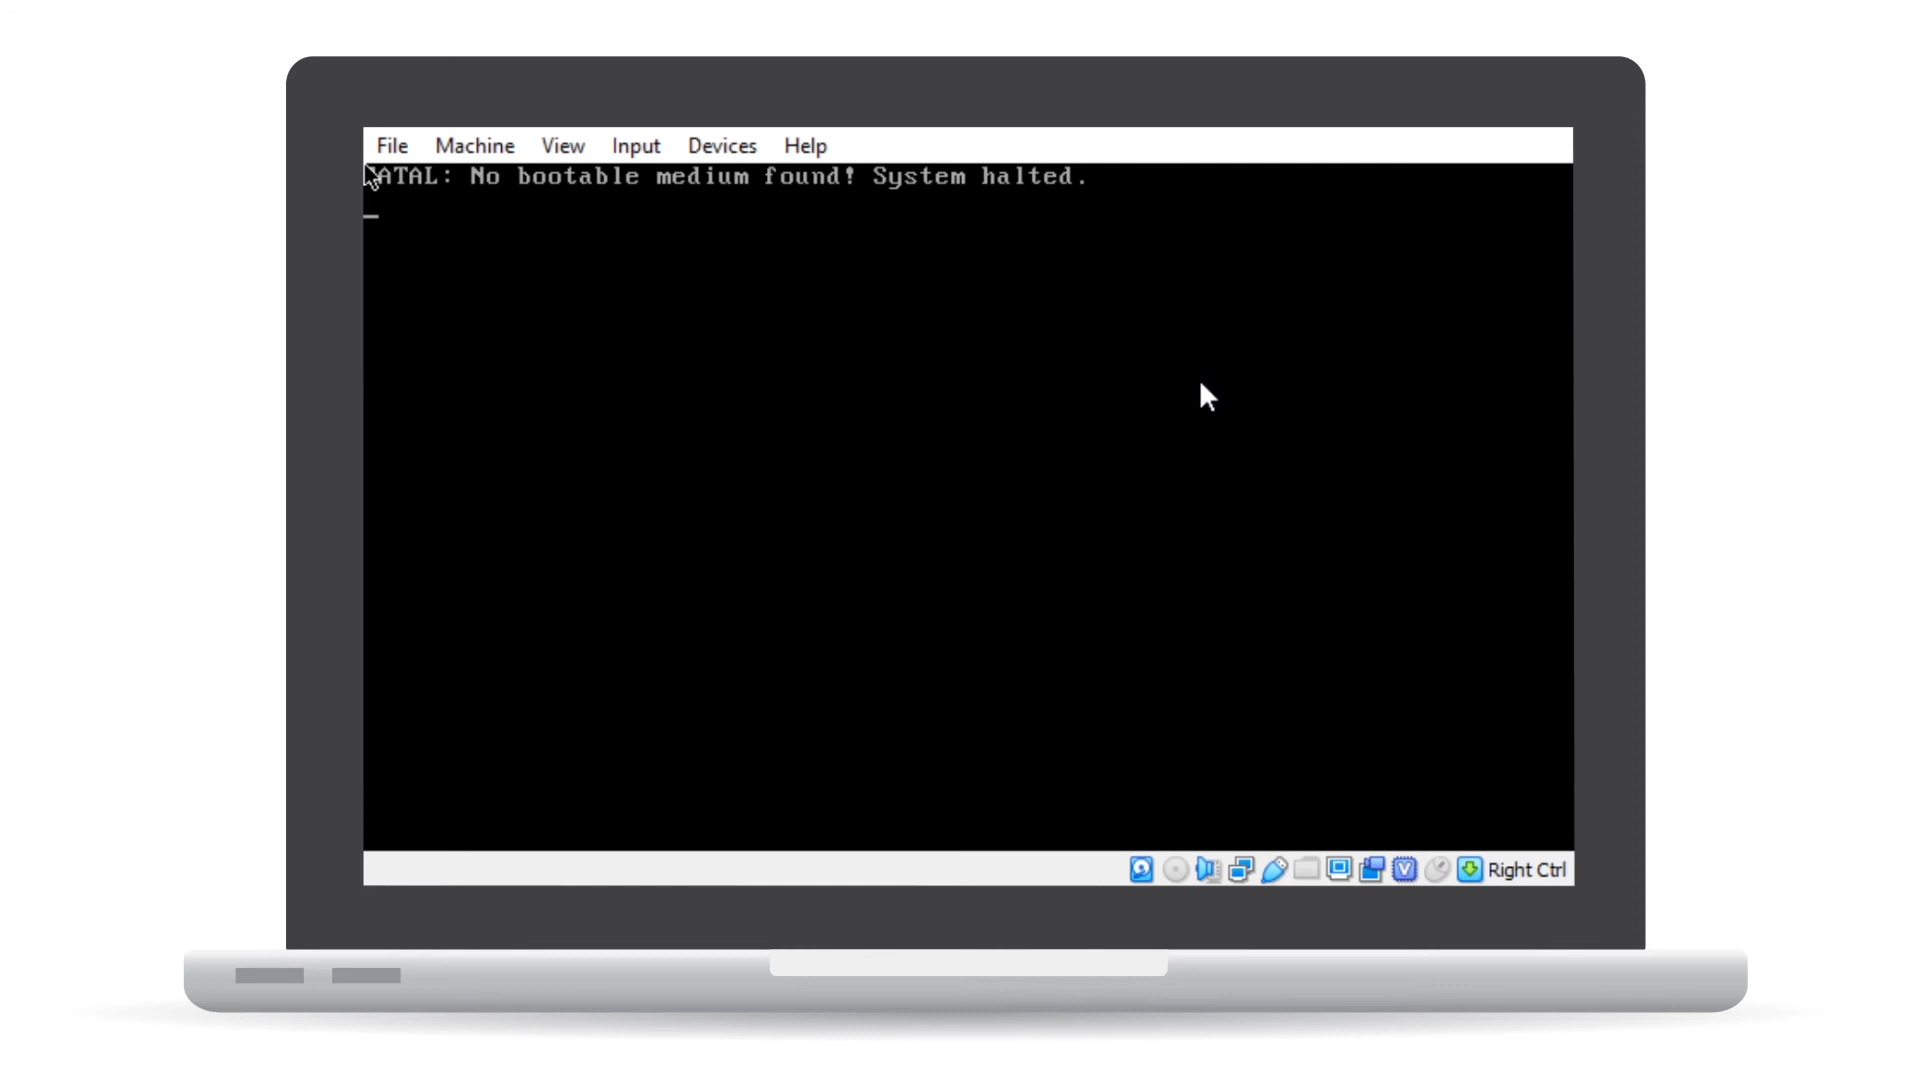 File Machine View Input Devices Help
ATAL: No bootable medium found! System halted.
Right Ctrl